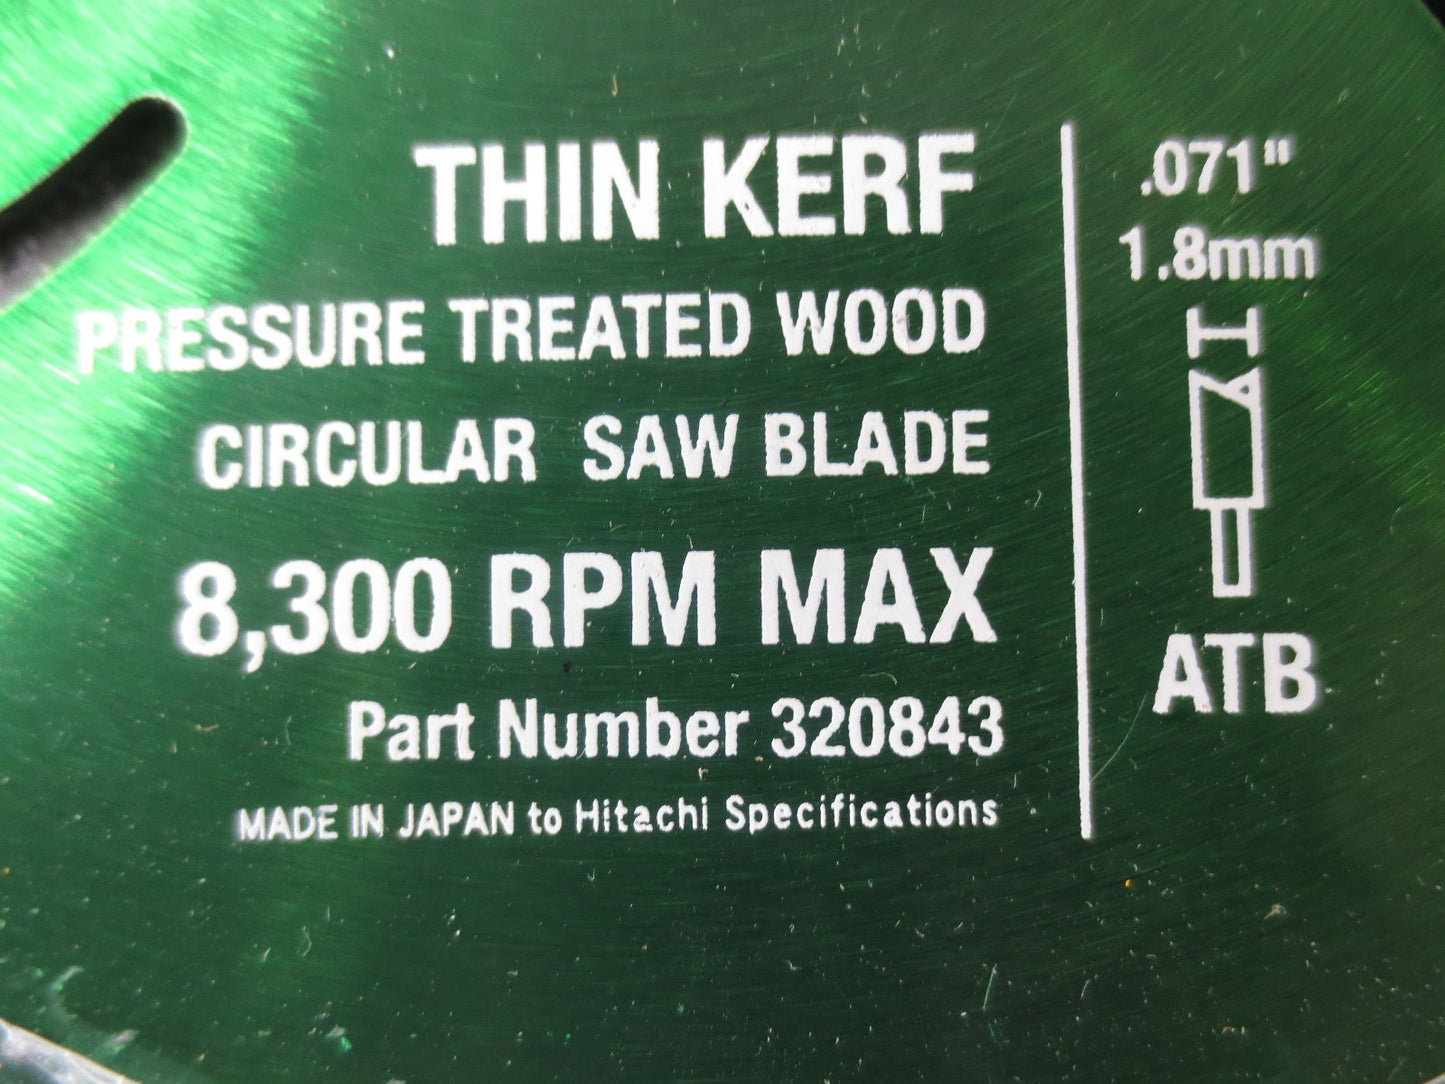 THIN KERF
PRESSURE TREATED WOOD
CIRCULAR SAW BLADE
8,300 RPM MAX
Part Number 320843
MADE IN JAPAN to Hitachi Specifications
.071"
1.8mm
ATB